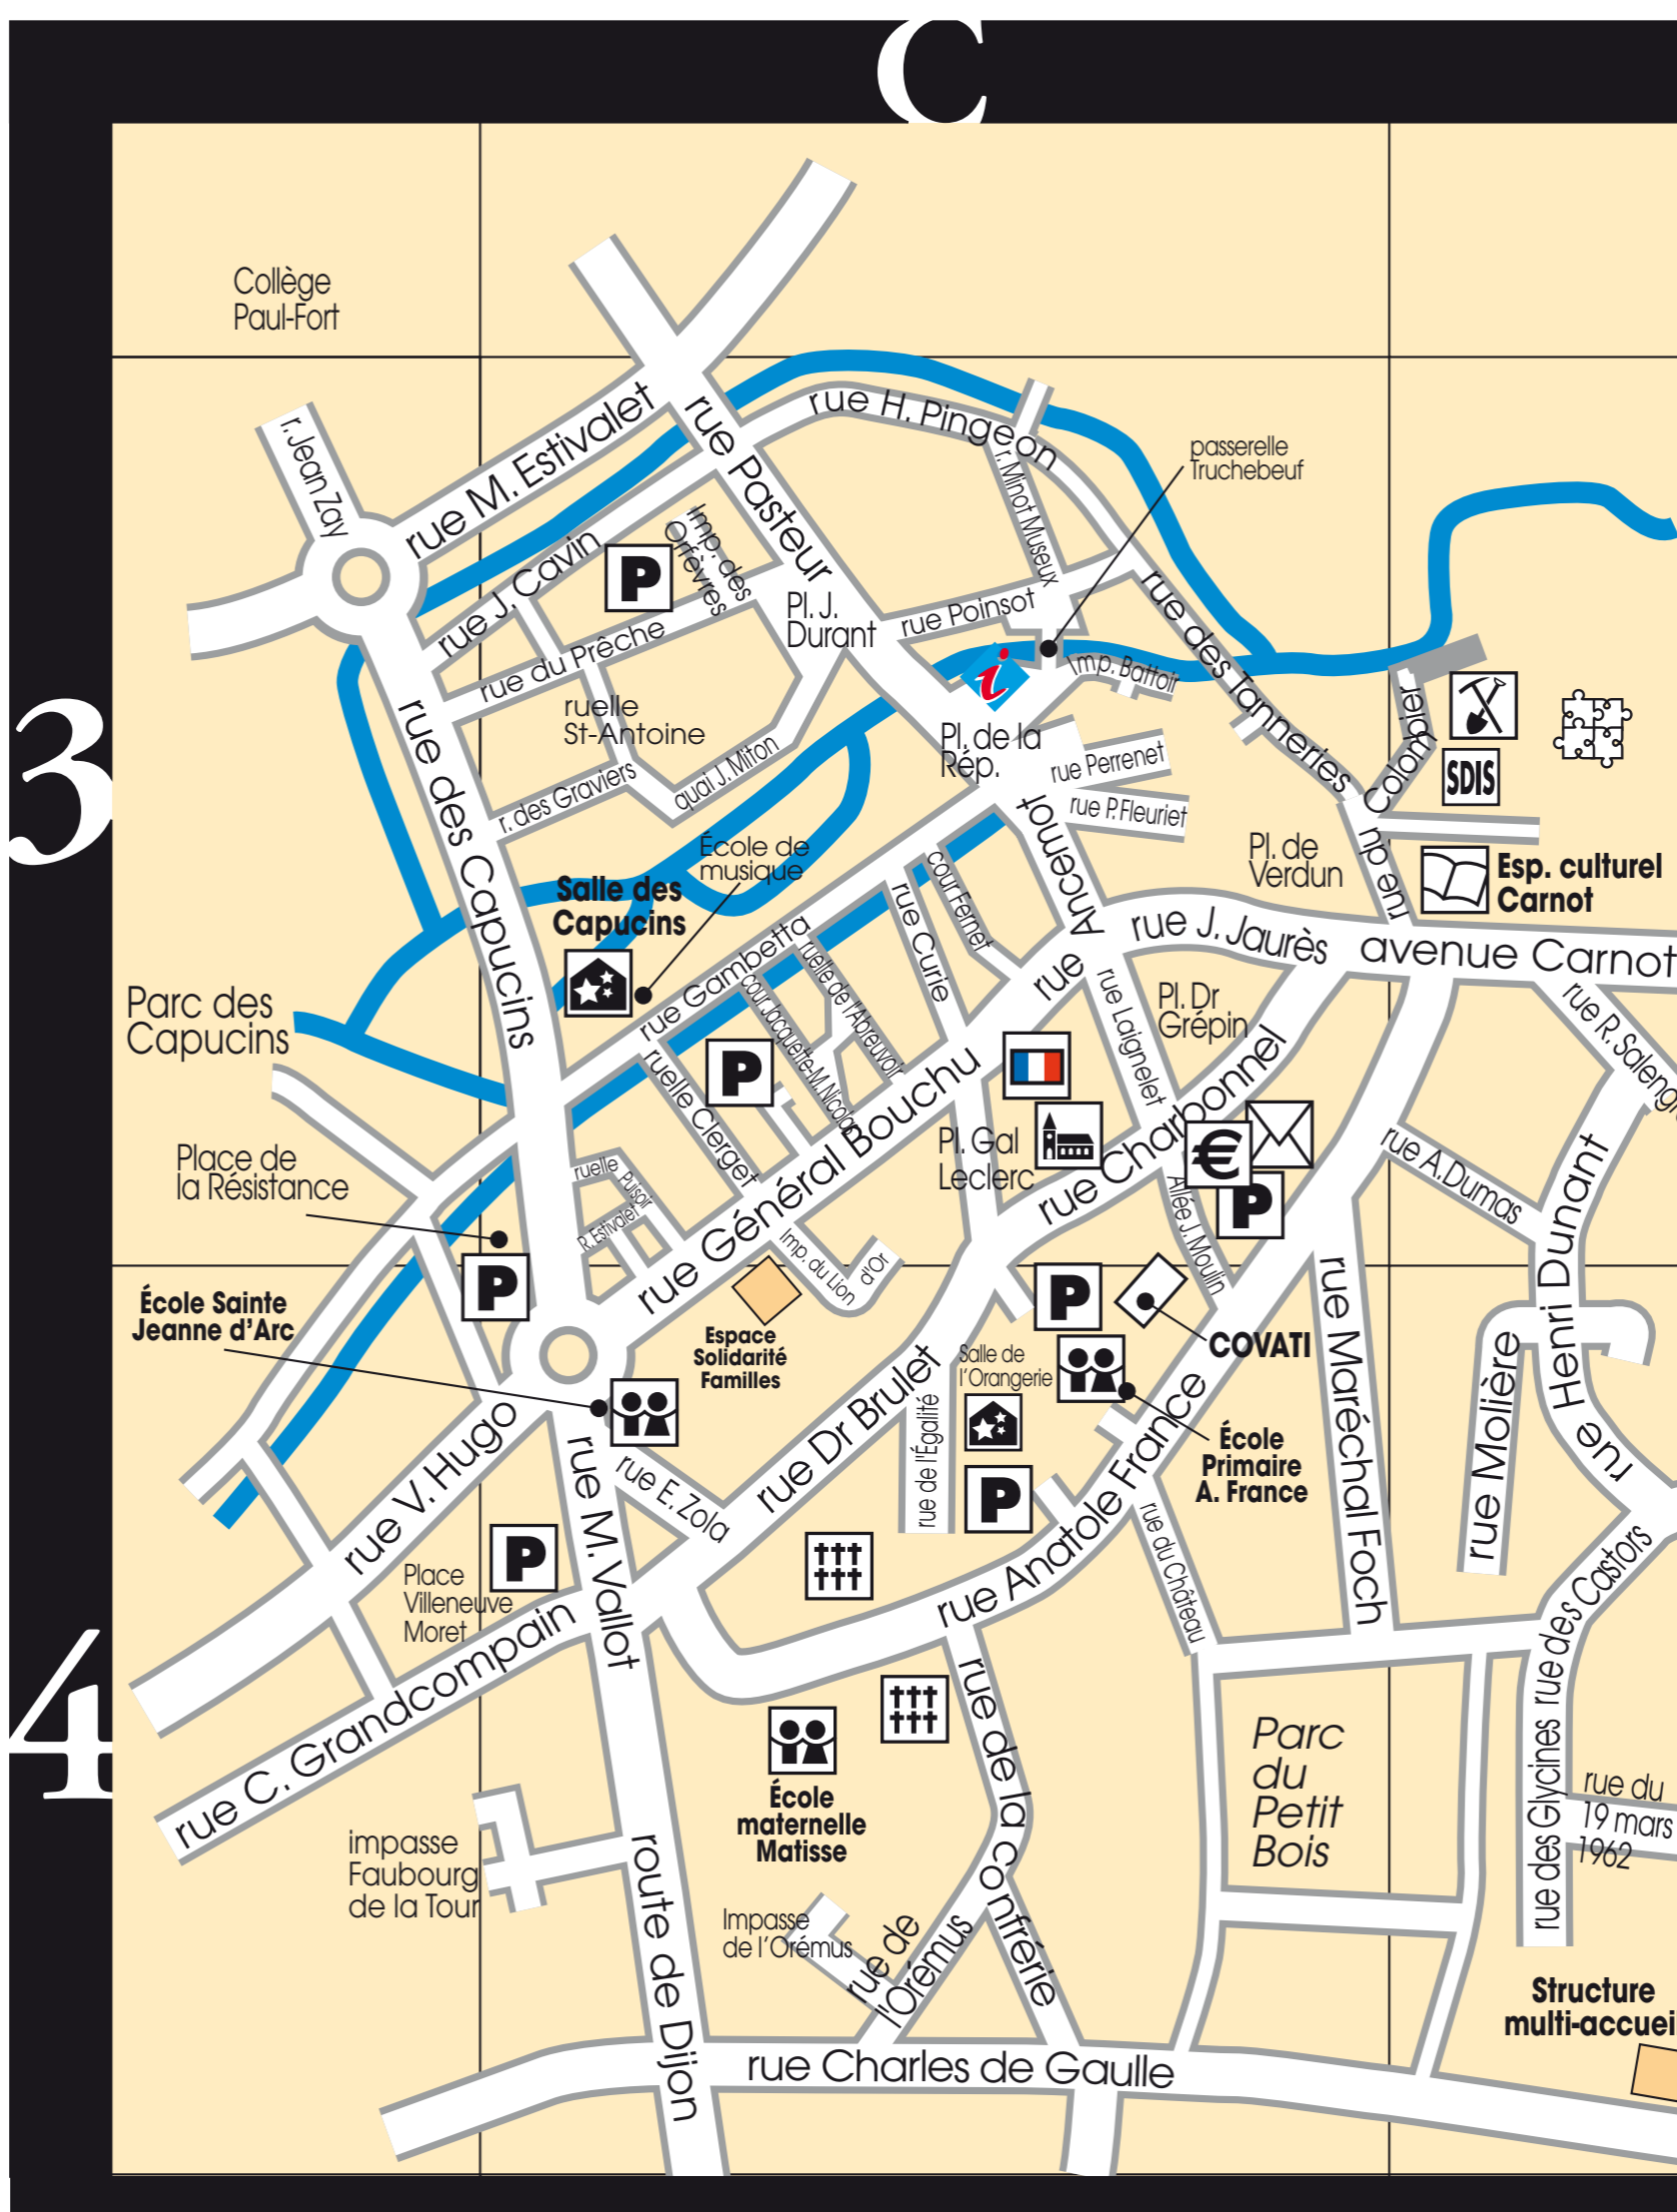 C
3
4
Collège
Paul-Fort
r. Jean Zay
rue M. Estivalet
rue Pasteur
rue H. Pingeon
r. Minot Museux
passerelle
Truchebeuf
rue J. Cavin
P
Imp. des
Orfèvres
rue du Prêche
Pl. J.
Durant
rue Poinsot
i
Imp. Battoir
rue des Tanneries
ruelle
St-Antoine
r. des Graviers
quai J. Miton
Pl. de la
Rép.
rue Perrenet
rue P. Fleuriet
rue du Colombier
SDIS
Pl. de
Verdun
Esp. culturel
Carnot
rue des Capucins
École de
musique
Salle des
Capucins
rue Gambetta
rue Curie
cour Fernet
rue Ancemot
rue J. Jaurès
avenue Carnot
rue R. Saleng
Parc des
Capucins
ruelle de l'Abreuvoir
cour Jacquette-M.Nicolas
ruelle Clerget
P
rue Laignelet
Pl. Dr
Grépin
rue Charbonnel
Place de
la Résistance
P
ruelle Puisoir
R. Estivalet
rue Général Bouchu
Pl. Gal
Leclerc
€
P
Allée J. Moulin
rue A.Dumas
rue Henri Dunant
École Sainte
Jeanne d'Arc
Imp. du Lion
d'Or
Espace
Solidarité
Familles
P
COVATI
Salle de
l'Orangerie
rue de l'Égalité
P
École
Primaire
A. France
rue Maréchal Foch
rue Molière
rue V. Hugo
rue M. Vallot
rue E. Zola
rue Dr Brulet
rue Anatole France
rue du Château
P
Place
Villeneuve
Moret
rue C. Grandcompain
rue des Castors
rue des Glycines
rue du
19 mars
1962
École
maternelle
Matisse
rue de la Confrérie
Parc
du
Petit
Bois
impasse
Faubourg
de la Tour
route de Dijon
Impasse
de l'Orémus
rue de
l'Orémus
Structure
multi-accuei
rue Charles de Gaulle